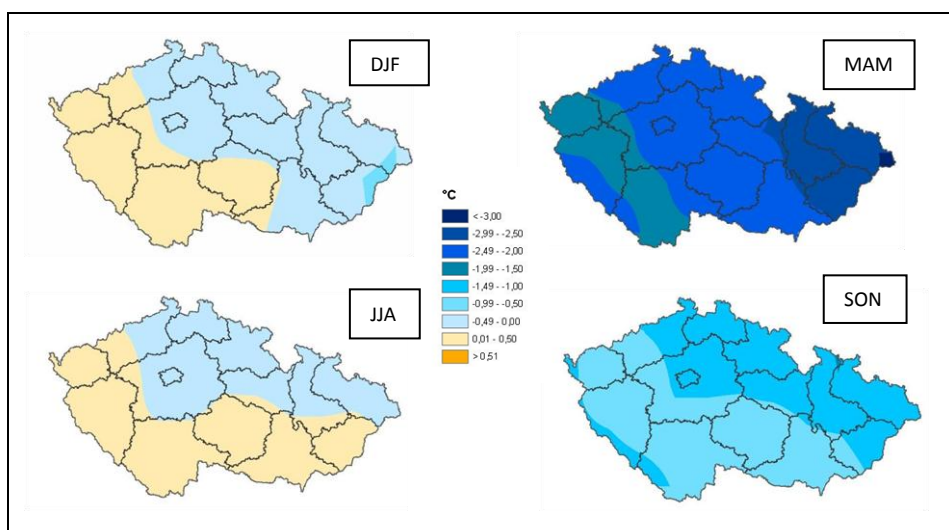 DJF
MAM
°C
< -3,00
-2,99 - -2,50
-2,49 - -2,00
-1,99 - -1,50
-1,49 - -1,00
-0,99 - -0,50
-0,49 - 0,00
0,01 - 0,50
> 0,51
JJA
SON